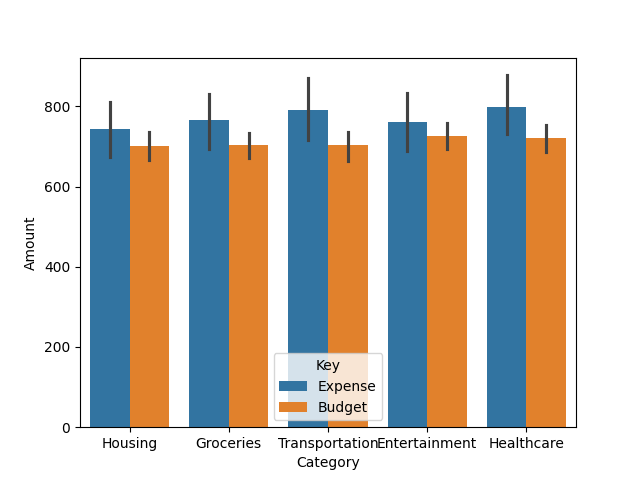 800
600
400
200
0
Amount
Key
Expense
Budget
Housing
Groceries
Transportation
Entertainment
Healthcare
Category